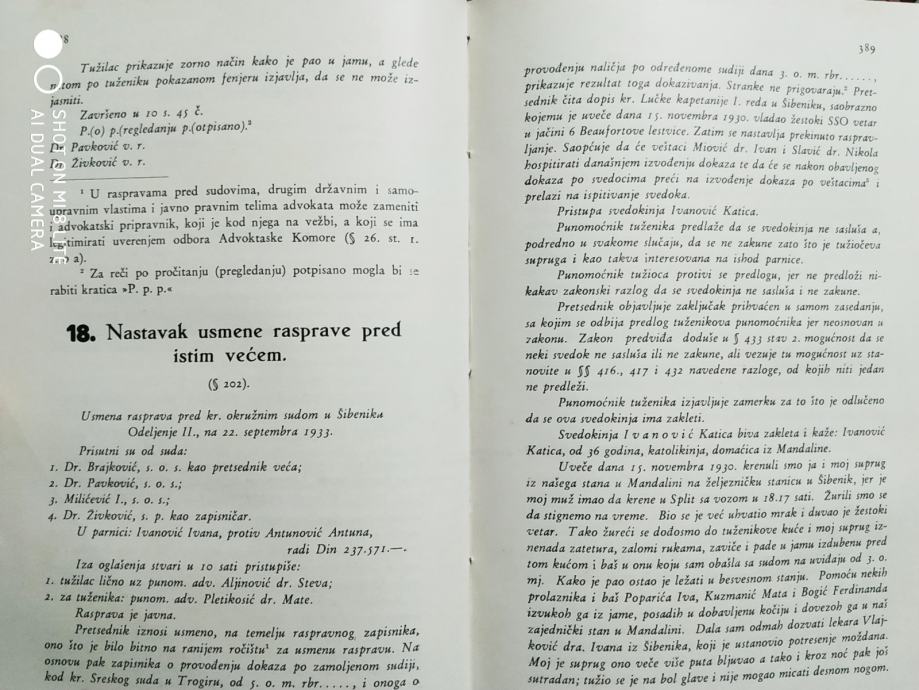 8
Tužilac prikazuje zorno način kako je pao u jamu, a glede
nitom po tuženiku pokazanom fenjeru izjavlja, da se ne može iz-
jasniti.
Završeno u 10 s. 45 č.
P.(o) p.(regledanju p.(otpisano).²
Dr. Pavković v. r.
Dr. Živković v. r.
¹ U raspravama pred sudovima, drugim državnim i samo-
upravnim vlastima i javno pravnim telima advokata može zameniti
i advokatski pripravnik, koji je kod njega na vežbi, a koji se ima
legitimirati uverenjem odbora Advoktaske Komore (§ 26. st. 1.
z. o a).
² Za reči po pročitanju (pregledanju) potpisano mogla bi se
rabiti kratica »P. p. p.«
18. Nastavak usmene rasprave pred
istim većem.
(§ 202).
Usmena rasprava pred kr. okružnim sudom u Šibeniku
Odeljenje II., na 22. septembra 1933.
Prisutni su od suda:
1. Dr. Brajković, s. o. s. kao pretsednik veća;
2. Dr. Pavković, s. o. s.;
3. Milićević I., s. o. s.;
4. Dr. Živković, s. p. kao zapisničar.
U parnici: Ivanović Ivana, protiv Antunović Antuna,
radi Din 237.571.—.
Iza oglašenja stvari u 10 sati pristupiše:
1. tužilac lično uz punom. adv. Aljinović dr. Steva;
2. za tuženika: punom. adv. Pletikosić dr. Mate.
Rasprava je javna.
Pretsednik iznosi usmeno, na temelju raspravnog zapisnika,
ono što je bilo bitno na ranijem ročištu¹ za usmenu raspravu. Na
osnovu pak zapisnika o provođenju dokaza po zamoljenom sudiji,
kod kr. Sreskog suda u Trogiru, od 5. o. m. rbr....., i onoga o
SHOT ON MI 8 LITE
AI DUAL CAMERA
389
provođenju naličja po određenome sudiji dana 3. o. m. rbr......,
prikazuje rezultat toga dokazivanja. Stranke ne prigovaraju.² Pret-
sednik čita dopis kr. Lučke kapetanije I. reda u Šibeniku, saobrazno
kojemu je uveče dana 15. novembra 1930. vladao žestoki SSO vetar
u jačini 6 Beaufortove lestvice. Zatim se nastavlja prekinuto rasprav-
ljanje. Saopćuje da će veštaci Miović dr. Ivan i Slavić dr. Nikola
hospitirati današnjem izvođenju dokaza te da će se nakon obavljenog
dokaza po svedocima preći na izvođenje dokaza po veštacima³ i
prelazi na ispitivanje svedoka.
Pristupa svedokinja Ivanović Katica.
Punomoćnik tuženika predlaže da se svedokinja ne sasluša a,
podredno u svakome slučaju, da se ne zakune zato što je tužiočeva
supruga i kao takva interesovana na ishod parnice.
Punomoćnik tužioca protivi se predlogu, jer ne predloži ni-
kakav zakonski razlog da se svedokinja ne sasluša i ne zakune.
Pretsednik objavljuje zaključak prihvaćen u samom zasedanju,
sa kojim se odbija predlog tuženikova punomoćnika jer neosnovan u
zakonu. Zakon predviđa doduše u § 433 stav 2. mogućnost da se
neki svedok ne sasluša ili ne zakune, ali vezuje tu mogućnost uz sta-
novite u §§ 416., 417 i 432 navedene razloge, od kojih niti jedan
ne predleži.
Punomoćnik tuženika izjavljuje zamerku za to što je odlučeno
da se ova svedokinja ima zakleti.
Svedokinja Ivanović Katica biva zakleta i kaže: Ivanović
Katica, od 36 godina, katolikinja, domaćica iz Mandaline.
Uveče dana 15. novembra 1930. krenuli smo ja i moj suprug
iz našega stana u Mandalini na željezničku stanicu u Šibenik, jer je
moj muž imao da krene u Split sa vozom u 18.17 sati. Žurili smo se
da stignemo na vreme. Bio se je već uhvatio mrak i duvao je žestoki
vetar. Tako žureći se dođosmo do tuženikove kuće i moj suprug iz-
nenada zatetura, zalomi rukama, zaviče i pade u jamu izdubenu pred
tom kućom i baš u onu koju sam obašla sa sudom na uviđaju od 3. o.
mj. Kako je pao ostao je ležati u besvesnom stanju. Pomoću nekih
prolaznika i baš Poparića Iva, Kuzmanić Mata i Bogić Ferdinanda
izvukoh ga iz jame, posadih u dobavljenu kočiju i dovezoh ga u naš
zajednički stan u Mandalini. Dala sam odmah dozvati lekara Vlaj-
ković dra. Ivana iz Šibenika, koji je ustanovio potresenje moždana.
Moj je suprug ono veče više puta bljuvao a tako i kroz noć pak još
sutradan; tužio se je na bol glave i nije mogao micati desnom nogom.